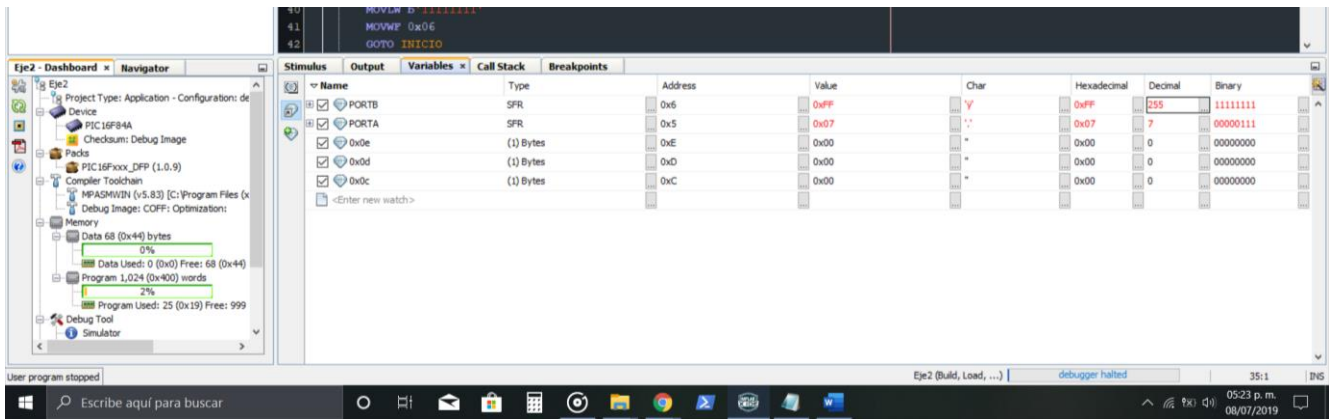 40 MOVLW B'11111111'
41 MOVWF 0x06
42 GOTO INICIO
Eje2 - Dashboard × Navigator
Eje2
Project Type: Application - Configuration: de
Device
PIC16F84A
Checksum: Debug Image
Packs
PIC16Fxxx_DFP (1.0.9)
Compiler Toolchain
MPASMWIN (v5.83) [C:\Program Files (x
Debug Image: COFF: Optimization:
Memory
Data 68 (0x44) bytes
0%
Data Used: 0 (0x0) Free: 68 (0x44)
Program 1,024 (0x400) words
2%
Program Used: 25 (0x19) Free: 999
Debug Tool
Simulator
Stimulus Output Variables × Call Stack Breakpoints
Name Type Address Value Char Hexadecimal Decimal Binary
PORTB SFR 0x6 0xFF 'ÿ' 0xFF 255 11111111
PORTA SFR 0x5 0x07 '.' 0x07 7 00000111
0x0e (1) Bytes 0xE 0x00 " 0x00 0 00000000
0x0d (1) Bytes 0xD 0x00 " 0x00 0 00000000
0x0c (1) Bytes 0xC 0x00 " 0x00 0 00000000
<Enter new watch>
User program stopped Eje2 (Build, Load, ...) debugger halted 35:1 INS
Escribe aquí para buscar
05:23 p. m.
08/07/2019